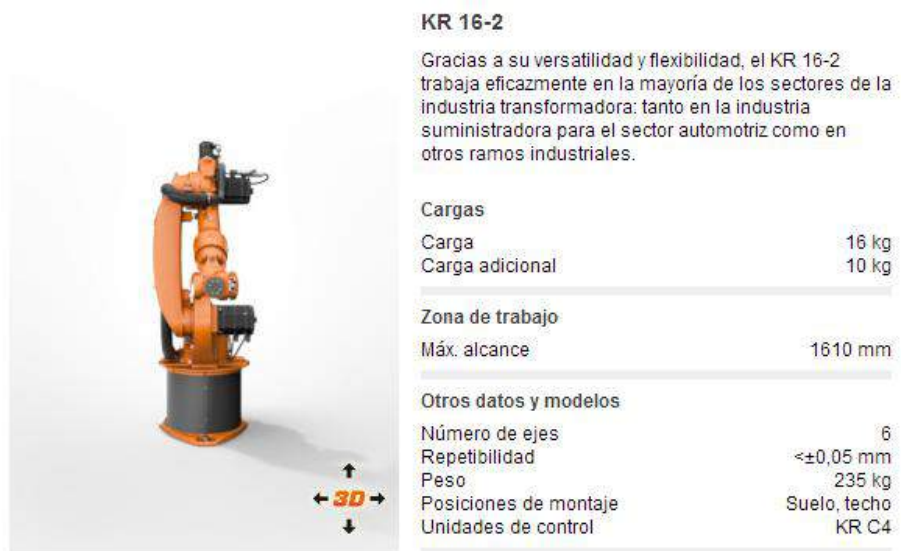 KR 16-2
Gracias a su versatilidad y flexibilidad, el KR 16-2
trabaja eficazmente en la mayoría de los sectores de la
industria transformadora: tanto en la industria
suministradora para el sector automotriz como en
otros ramos industriales.
Cargas
Carga 16 kg
Carga adicional 10 kg
Zona de trabajo
Máx. alcance 1610 mm
Otros datos y modelos
Número de ejes 6
Repetibilidad <±0,05 mm
Peso 235 kg
Posiciones de montaje Suelo, techo
Unidades de control KR C4
3D